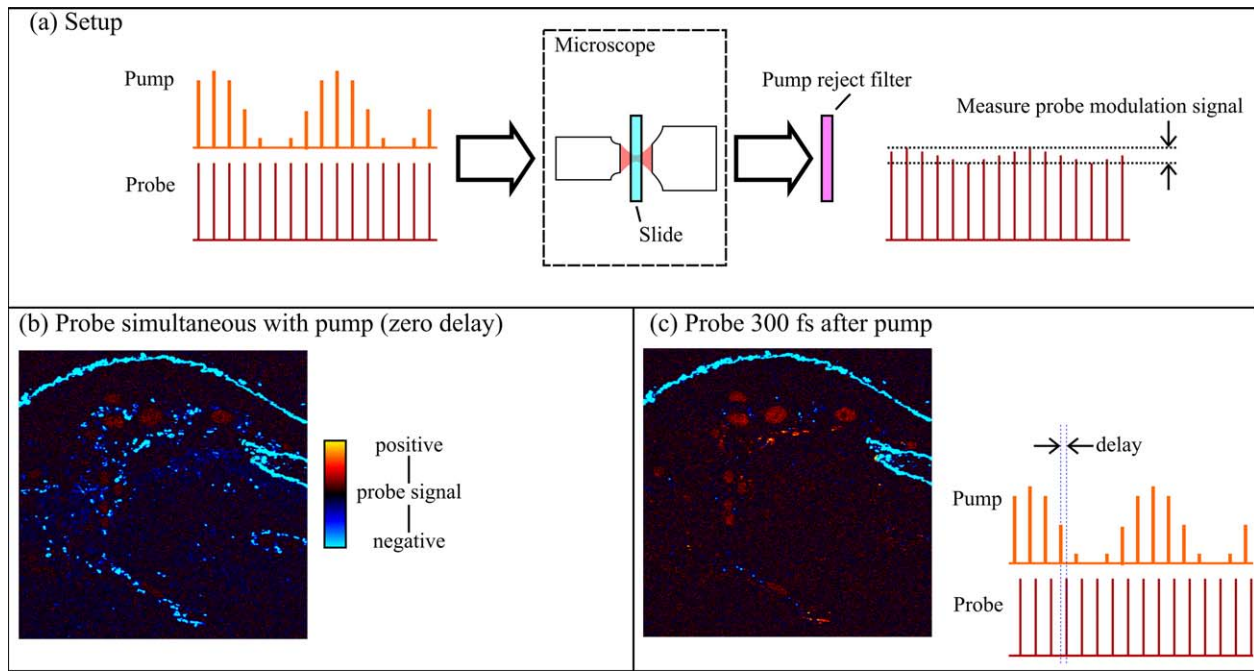 (a) Setup
Pump
Probe
Microscope
Slide
Pump reject filter
Measure probe modulation signal
(b) Probe simultaneous with pump (zero delay)
positive
probe signal
negative
(c) Probe 300 fs after pump
delay
Pump
Probe